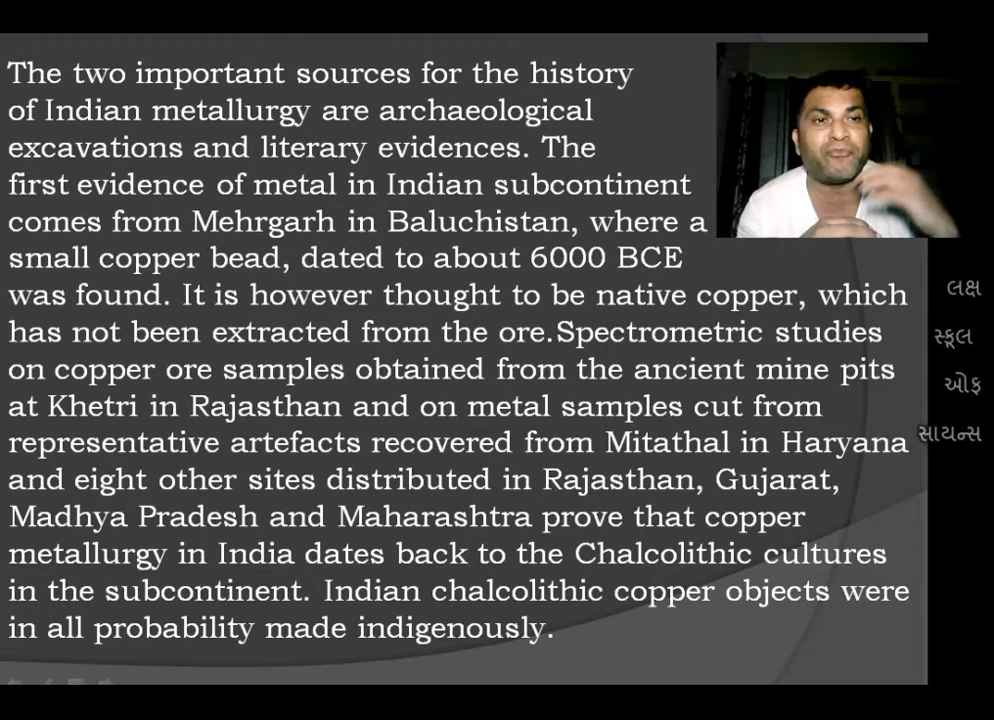 The two important sources for the history
of Indian metallurgy are archaeological
excavations and literary evidences. The
first evidence of metal in Indian subcontinent
comes from Mehrgarh in Baluchistan, where a
small copper bead, dated to about 6000 BCE
was found. It is however thought to be native copper, which
has not been extracted from the ore.Spectrometric studies
on copper ore samples obtained from the ancient mine pits
at Khetri in Rajasthan and on metal samples cut from
representative artefacts recovered from Mitathal in Haryana
and eight other sites distributed in Rajasthan, Gujarat,
Madhya Pradesh and Maharashtra prove that copper
metallurgy in India dates back to the Chalcolithic cultures
in the subcontinent. Indian chalcolithic copper objects were
in all probability made indigenously.
લક્ષ
સ્કૂલ
ઓફ
સાયન્સ